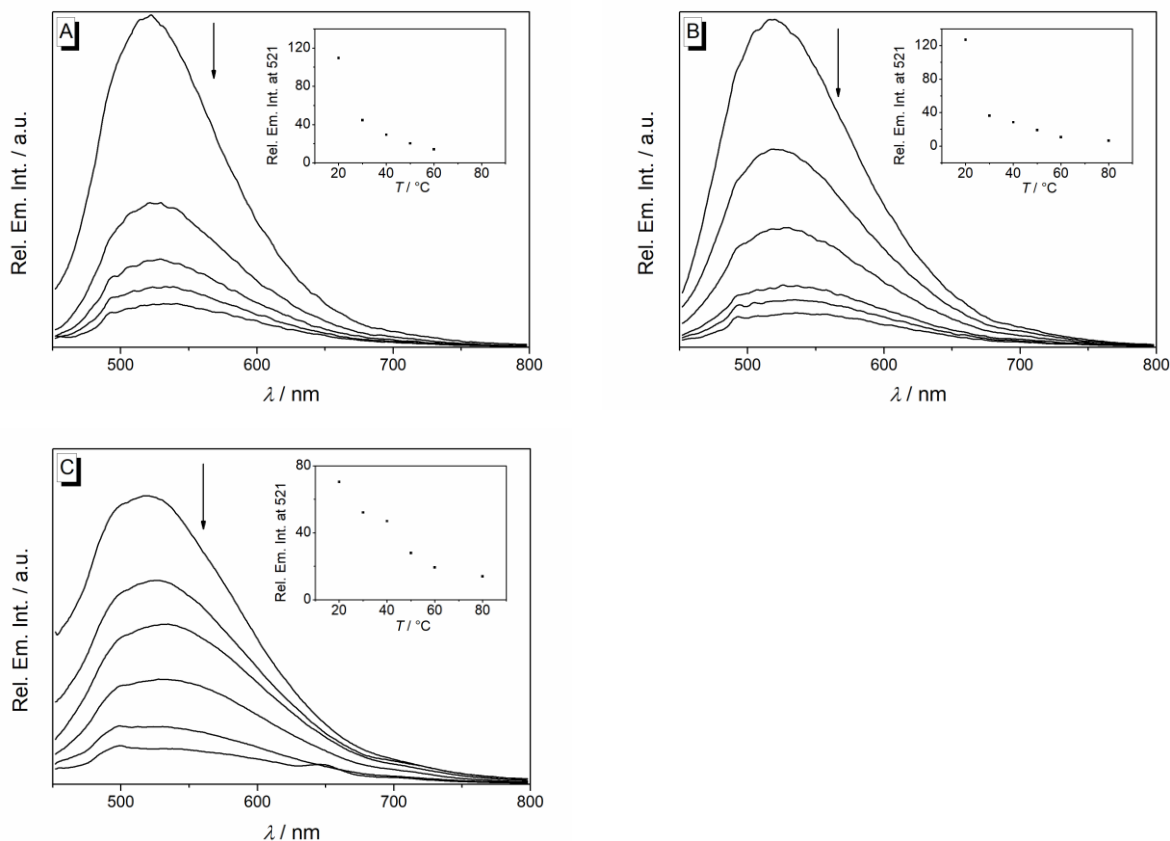 A
Rel. Em. Int. / a.u.
Rel. Em. Int. at 521
120
80
40
0
20 40 60 80
T / °C
500 600 700 800
λ / nm
B
Rel. Em. Int. / a.u.
Rel. Em. Int. at 521
120
80
40
0
20 40 60 80
T / °C
500 600 700 800
λ / nm
C
Rel. Em. Int. / a.u.
Rel. Em. Int. at 521
80
40
0
20 40 60 80
T / °C
500 600 700 800
λ / nm